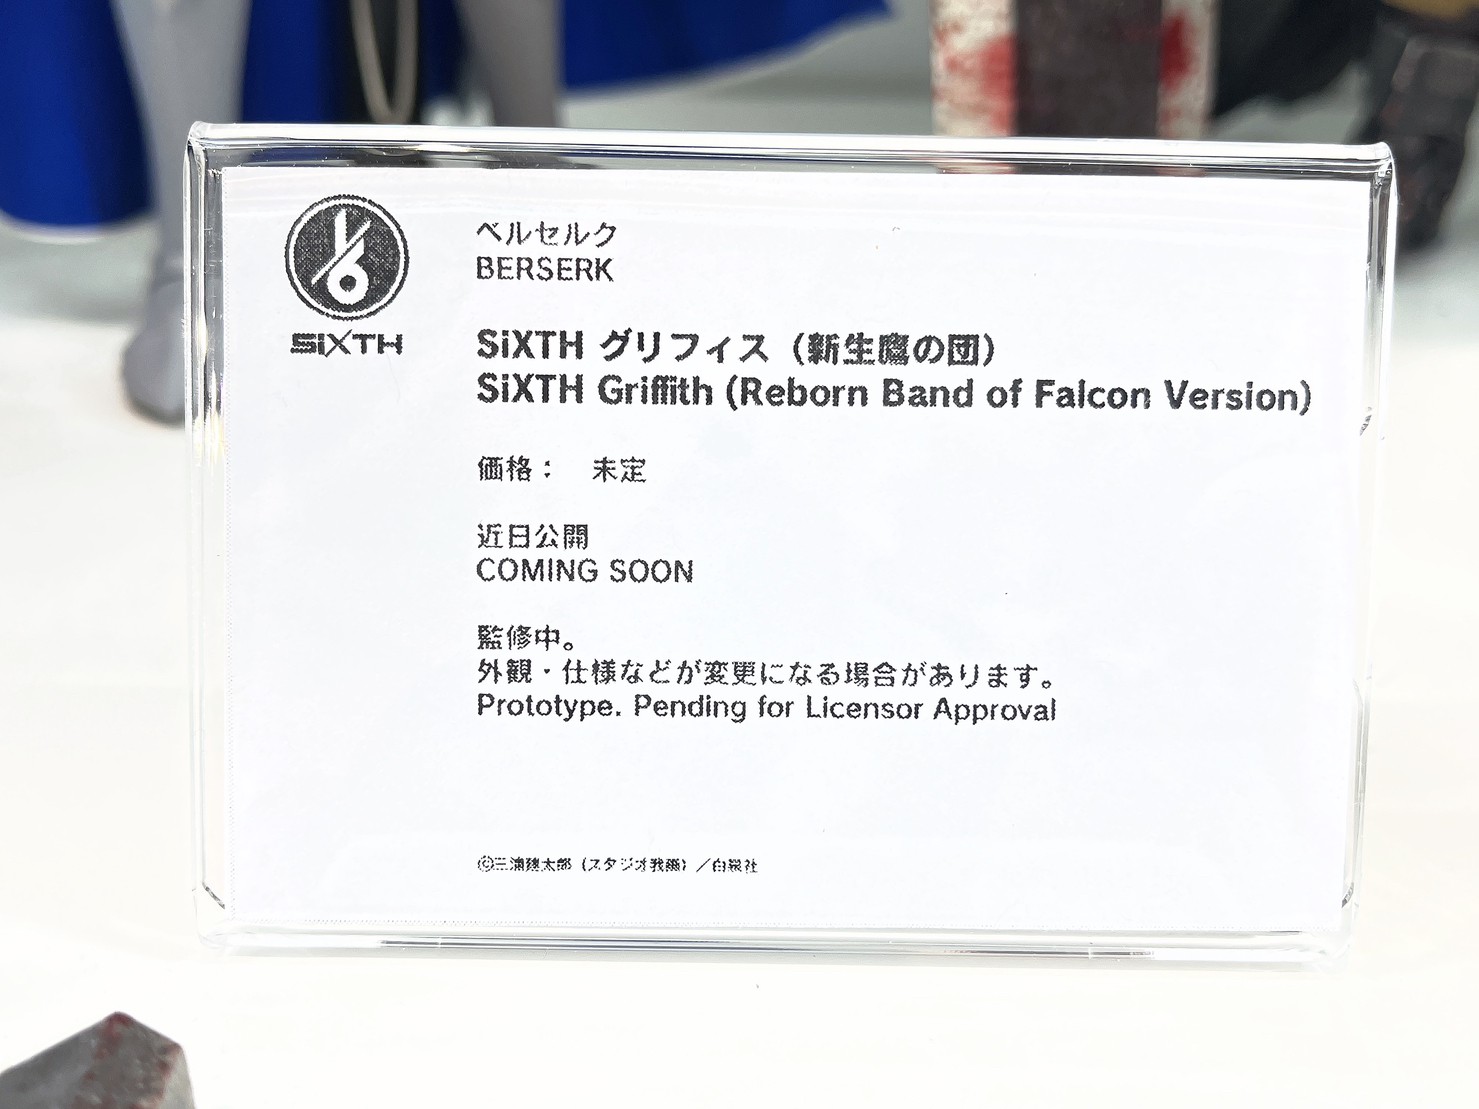 SiXTH
ベルセルク
BERSERK
SiXTH グリフィス（新生鷹の団）
SiXTH Griffith (Reborn Band of Falcon Version)
価格： 未定
近日公開
COMING SOON
監修中。
外観・仕様などが変更になる場合があります。
Prototype. Pending for Licensor Approval
©三浦建太郎（スタジオ我画）／白泉社